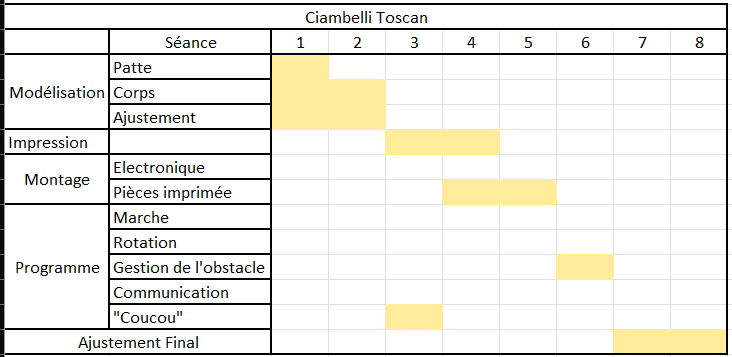 Ciambelli Toscan
Séance 1 2 3 4 5 6 7 8
Modélisation
Patte
Corps
Ajustement
Impression
Montage
Electronique
Pièces imprimée
Programme
Marche
Rotation
Gestion de l'obstacle
Communication
"Coucou"
Ajustement Final